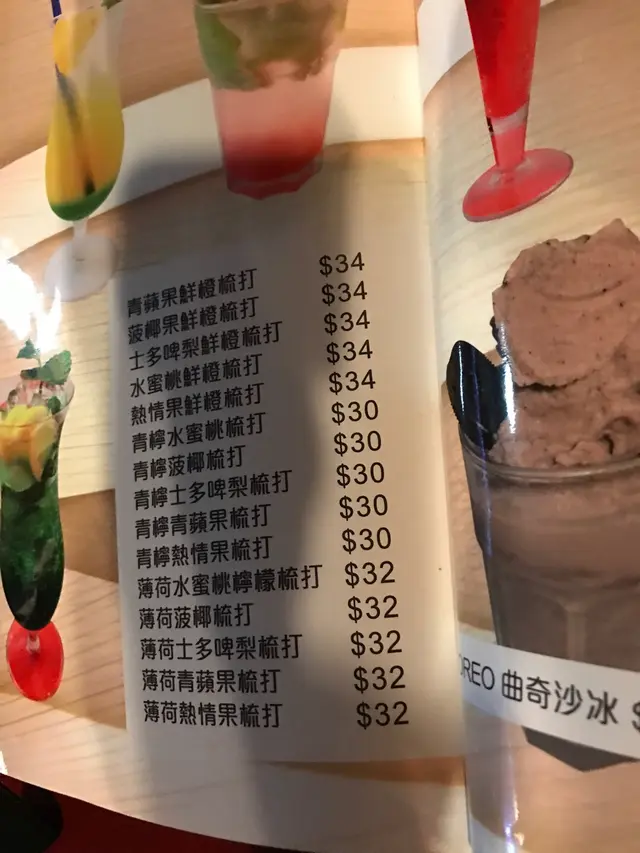 青蘋果鮮橙梳打 $34
菠椰果鮮橙梳打 $34
士多啤梨鮮橙梳打 $34
水蜜桃鮮橙梳打 $34
熱情果鮮橙梳打 $34
青檸水蜜桃梳打 $30
青檸菠椰梳打 $30
青檸士多啤梨梳打 $30
青檸青蘋果梳打 $30
青檸熱情果梳打 $30
薄荷水蜜桃檸檬梳打 $32
薄荷菠椰梳打 $32
薄荷士多啤梨梳打 $32
薄荷青蘋果梳打 $32
薄荷熱情果梳打 $32
OREO 曲奇沙冰 $